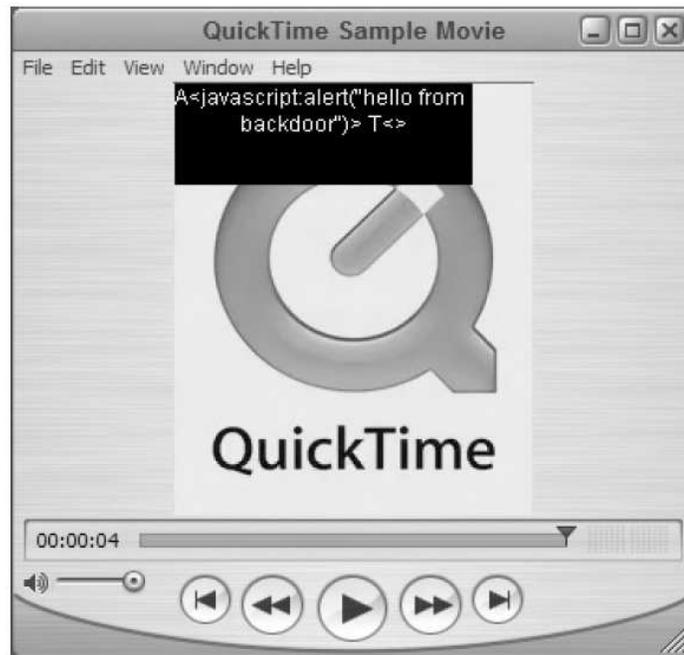 QuickTime Sample Movie
File Edit View Window Help
A<javascript:alert("hello from
backdoor")> T<>
QuickTime
00:00:04